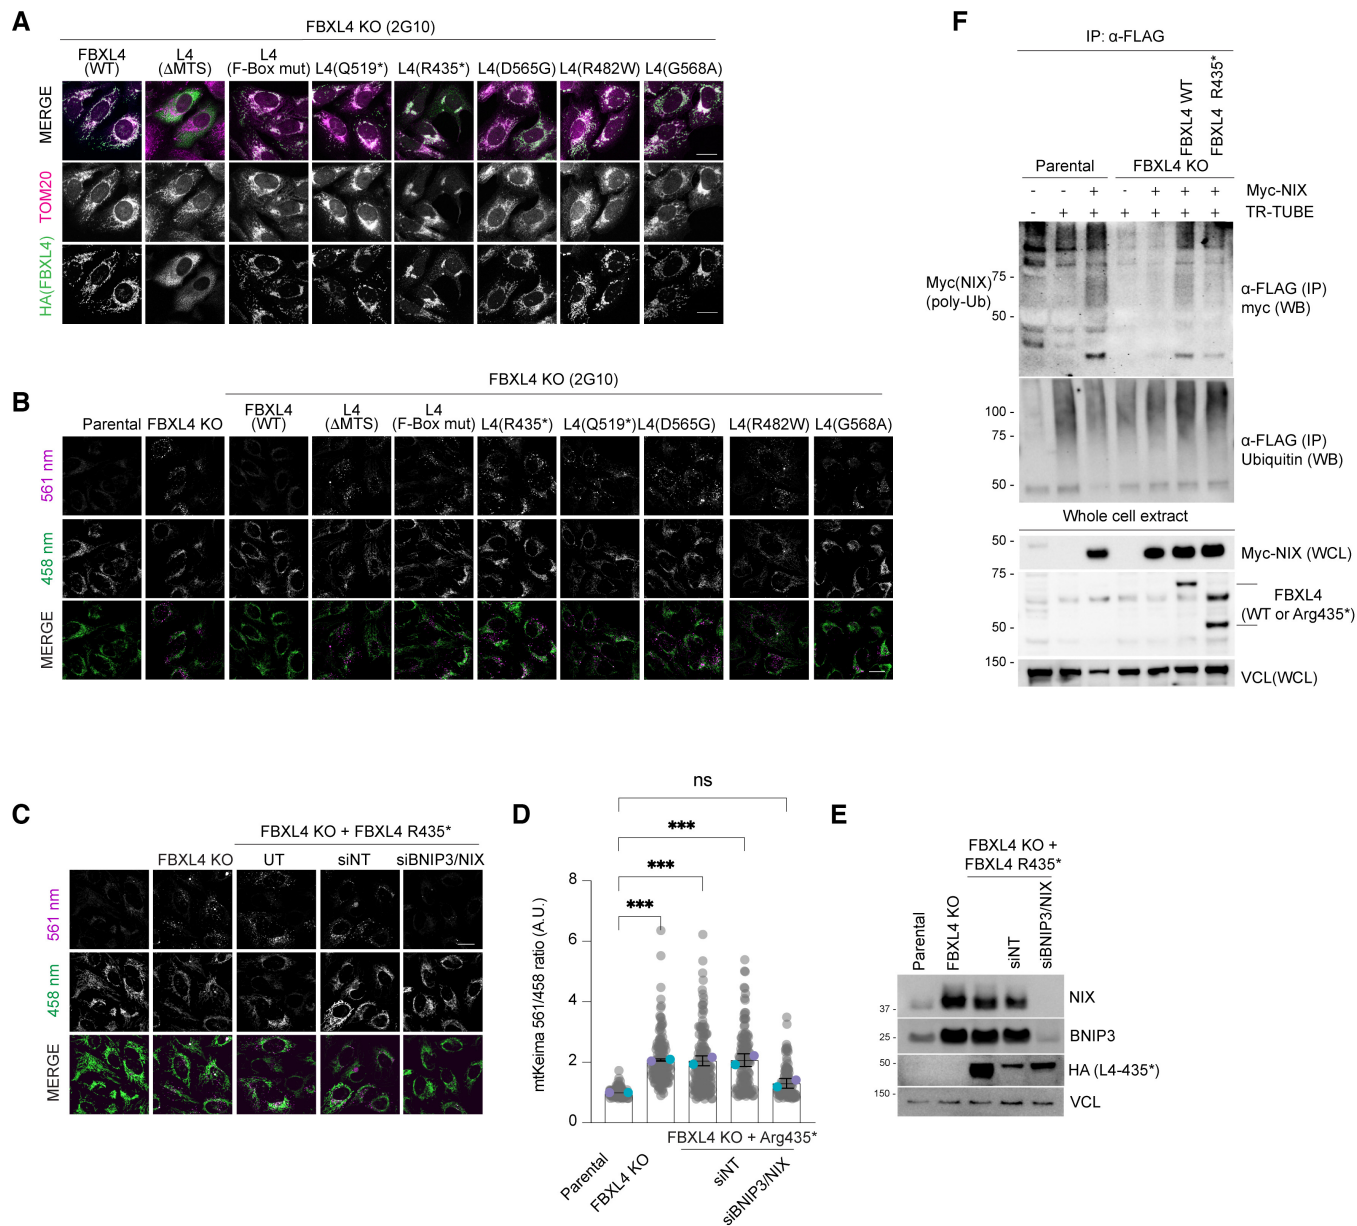 A
FBXL4 KO (2G10)
FBXL4 (WT)
L4 (ΔMTS)
L4 (F-Box mut)
L4(Q519*)
L4(R435*)
L4(D565G)
L4(R482W)
L4(G568A)
MERGE
TOM20
HA(FBXL4)
B
FBXL4 KO (2G10)
Parental
FBXL4 KO
FBXL4 (WT)
L4 (ΔMTS)
L4 (F-Box mut)
L4(R435*)
L4(Q519*)
L4(D565G)
L4(R482W)
L4(G568A)
561 nm
458 nm
MERGE
C
FBXL4 KO + FBXL4 R435*
FBXL4 KO
UT
siNT
siBNIP3/NIX
561 nm
458 nm
MERGE
D
ns
***
***
***
mtKeima 561/458 ratio (A.U.)
8
6
4
2
0
Parental
FBXL4 KO
FBXL4 KO + Arg435*
siNT
siBNIP3/NIX
E
FBXL4 KO +
FBXL4 R435*
Parental
FBXL4 KO
siNT
siBNIP3/NIX
37 -
NIX
25 -
BNIP3
50 -
HA (L4-435*)
150 -
VCL
F
IP: α-FLAG
FBXL4 WT
FBXL4 R435*
Parental
FBXL4 KO
- - + - + + + Myc-NIX
- + + + + + + TR-TUBE
Myc(NIX)
(poly-Ub)
75 -
50 -
α-FLAG (IP)
myc (WB)
100 -
75 -
50 -
α-FLAG (IP)
Ubiquitin (WB)
Whole cell extract
50 -
Myc-NIX (WCL)
75 -
50 -
FBXL4
(WT or Arg435*)
150 -
VCL(WCL)